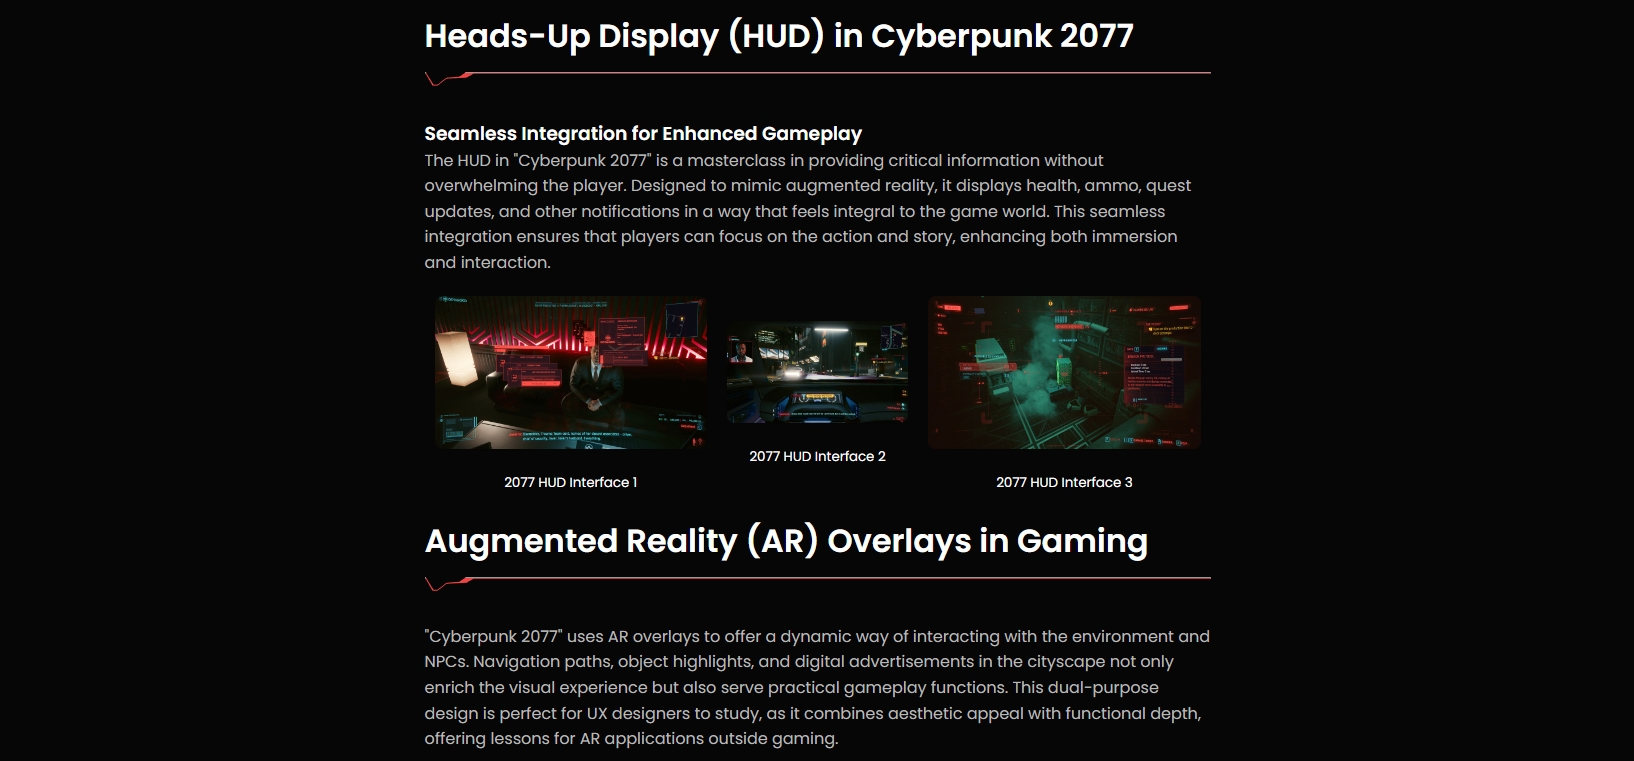 Heads-Up Display (HUD) in Cyberpunk 2077
Seamless Integration for Enhanced Gameplay
The HUD in "Cyberpunk 2077" is a masterclass in providing critical information without
overwhelming the player. Designed to mimic augmented reality, it displays health, ammo, quest
updates, and other notifications in a way that feels integral to the game world. This seamless
integration ensures that players can focus on the action and story, enhancing both immersion
and interaction.
2077 HUD Interface 1
2077 HUD Interface 2
2077 HUD Interface 3
Augmented Reality (AR) Overlays in Gaming
"Cyberpunk 2077" uses AR overlays to offer a dynamic way of interacting with the environment and
NPCs. Navigation paths, object highlights, and digital advertisements in the cityscape not only
enrich the visual experience but also serve practical gameplay functions. This dual-purpose
design is perfect for UX designers to study, as it combines aesthetic appeal with functional depth,
offering lessons for AR applications outside gaming.